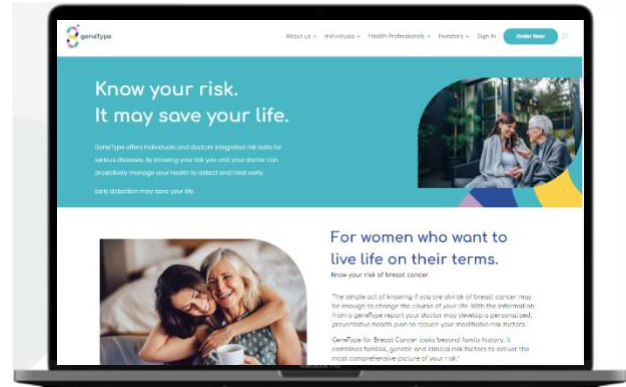 geneType
About us Individuals Health Professionals Investors Sign In Order Now
Know your risk.
It may save your life.
GeneType offers individuals and doctors integrated risk tests for
serious diseases. By knowing your risk you and your doctor can
proactively manage your health to detect and treat early.
Early detection may save your life.
For women who want to
live life on their terms.
Know your risk of breast cancer.
The simple act of knowing if you are at-risk of breast cancer may
be enough to change the course of your life. With the information
from a geneType report your doctor may develop a personalised,
preventative health plan to reduce your modifiable risk factors.
GeneType for Breast Cancer looks beyond family history. It
combines familial, genetic and clinical risk factors to deliver the
most comprehensive picture of your risk.
MacBook Pro